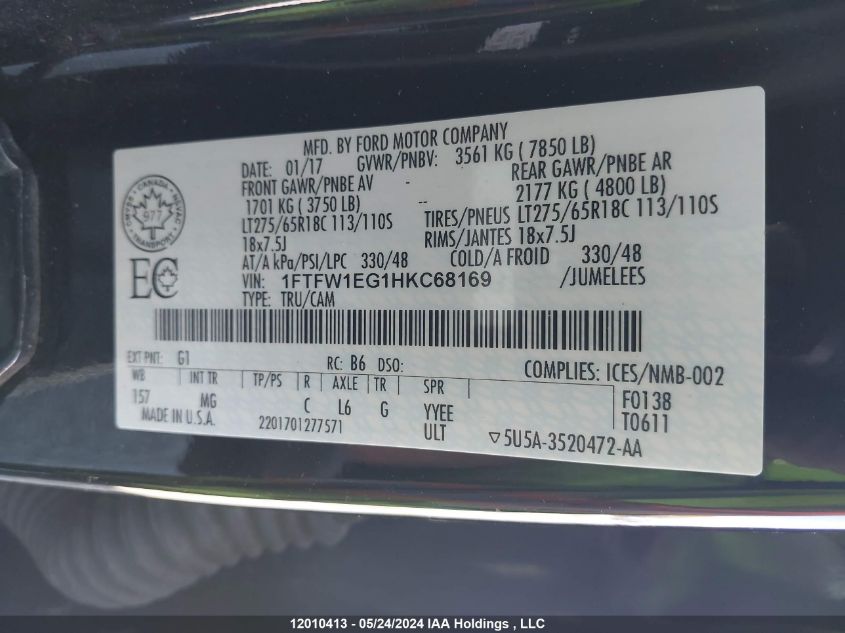 MFD. BY FORD MOTOR COMPANY
DATE: 01/17 GVWR/PNBV: 3561 KG ( 7850 LB)
FRONT GAWR/PNBE AV - REAR GAWR/PNBE AR
1701 KG ( 3750 LB) - 2177 KG ( 4800 LB)
LT275/65R18C 113/110S TIRES/PNEUS LT275/65R18C 113/110S
18x7.5J RIMS/JANTES 18x7.5J
AT/A kPa/PSI/LPC 330/48 COLD/A FROID 330/48
VIN: 1FTFW1EG1HKC68169 /JUMELEES
TYPE: TRU/CAM
CANADA
977
TRANSPORT
EC
EXT PNT: G1 RC: B6 DSO: COMPLIES: ICES/NMB-002
WB INT TR TP/PS R AXLE TR SPR F0138
157 MG C L6 G YYEE T0611
MADE IN U.S.A. 2201701277571 ULT ▽5U5A-3520472-AA
12010413 - 05/24/2024 IAA Holdings , LLC